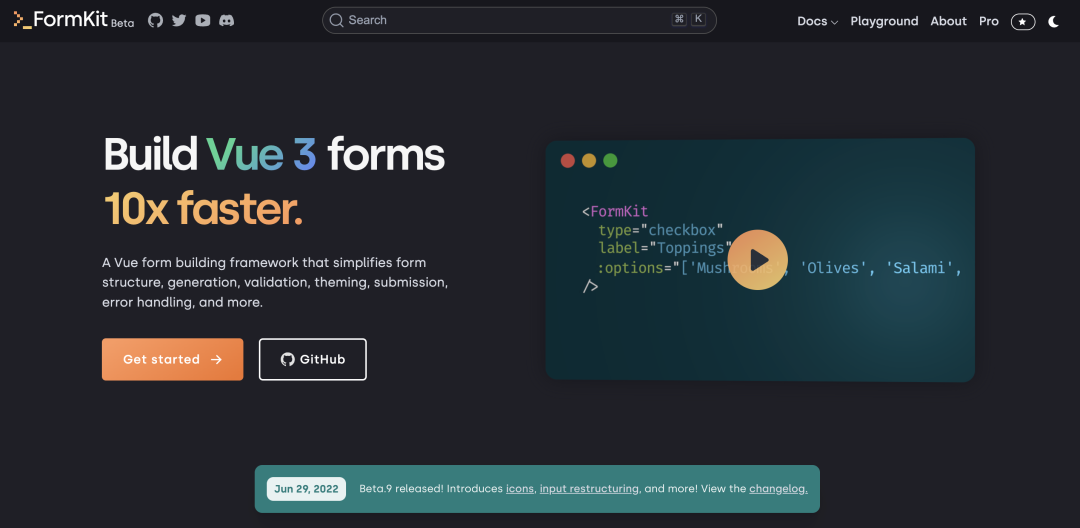 FormKit Beta
Search ⌘ K
Docs Playground About Pro
Build Vue 3 forms
10x faster.
A Vue form building framework that simplifies form
structure, generation, validation, theming, submission,
error handling, and more.
Get started →
GitHub
<FormKit
type="checkbox"
label="Toppings"
:options="['Mush , 'Olives', 'Salami',
/>
Jun 29, 2022 Beta.9 released! Introduces icons, input restructuring, and more! View the changelog.